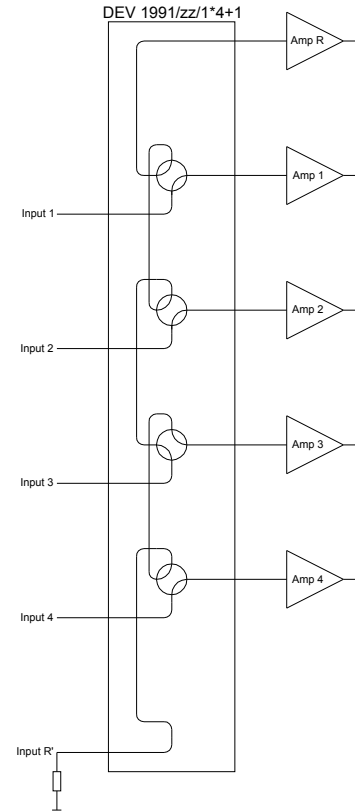 DEV 1991/zz/1*4+1
Amp R
Amp 1
Input 1
Amp 2
Input 2
Amp 3
Input 3
Amp 4
Input 4
Input R'